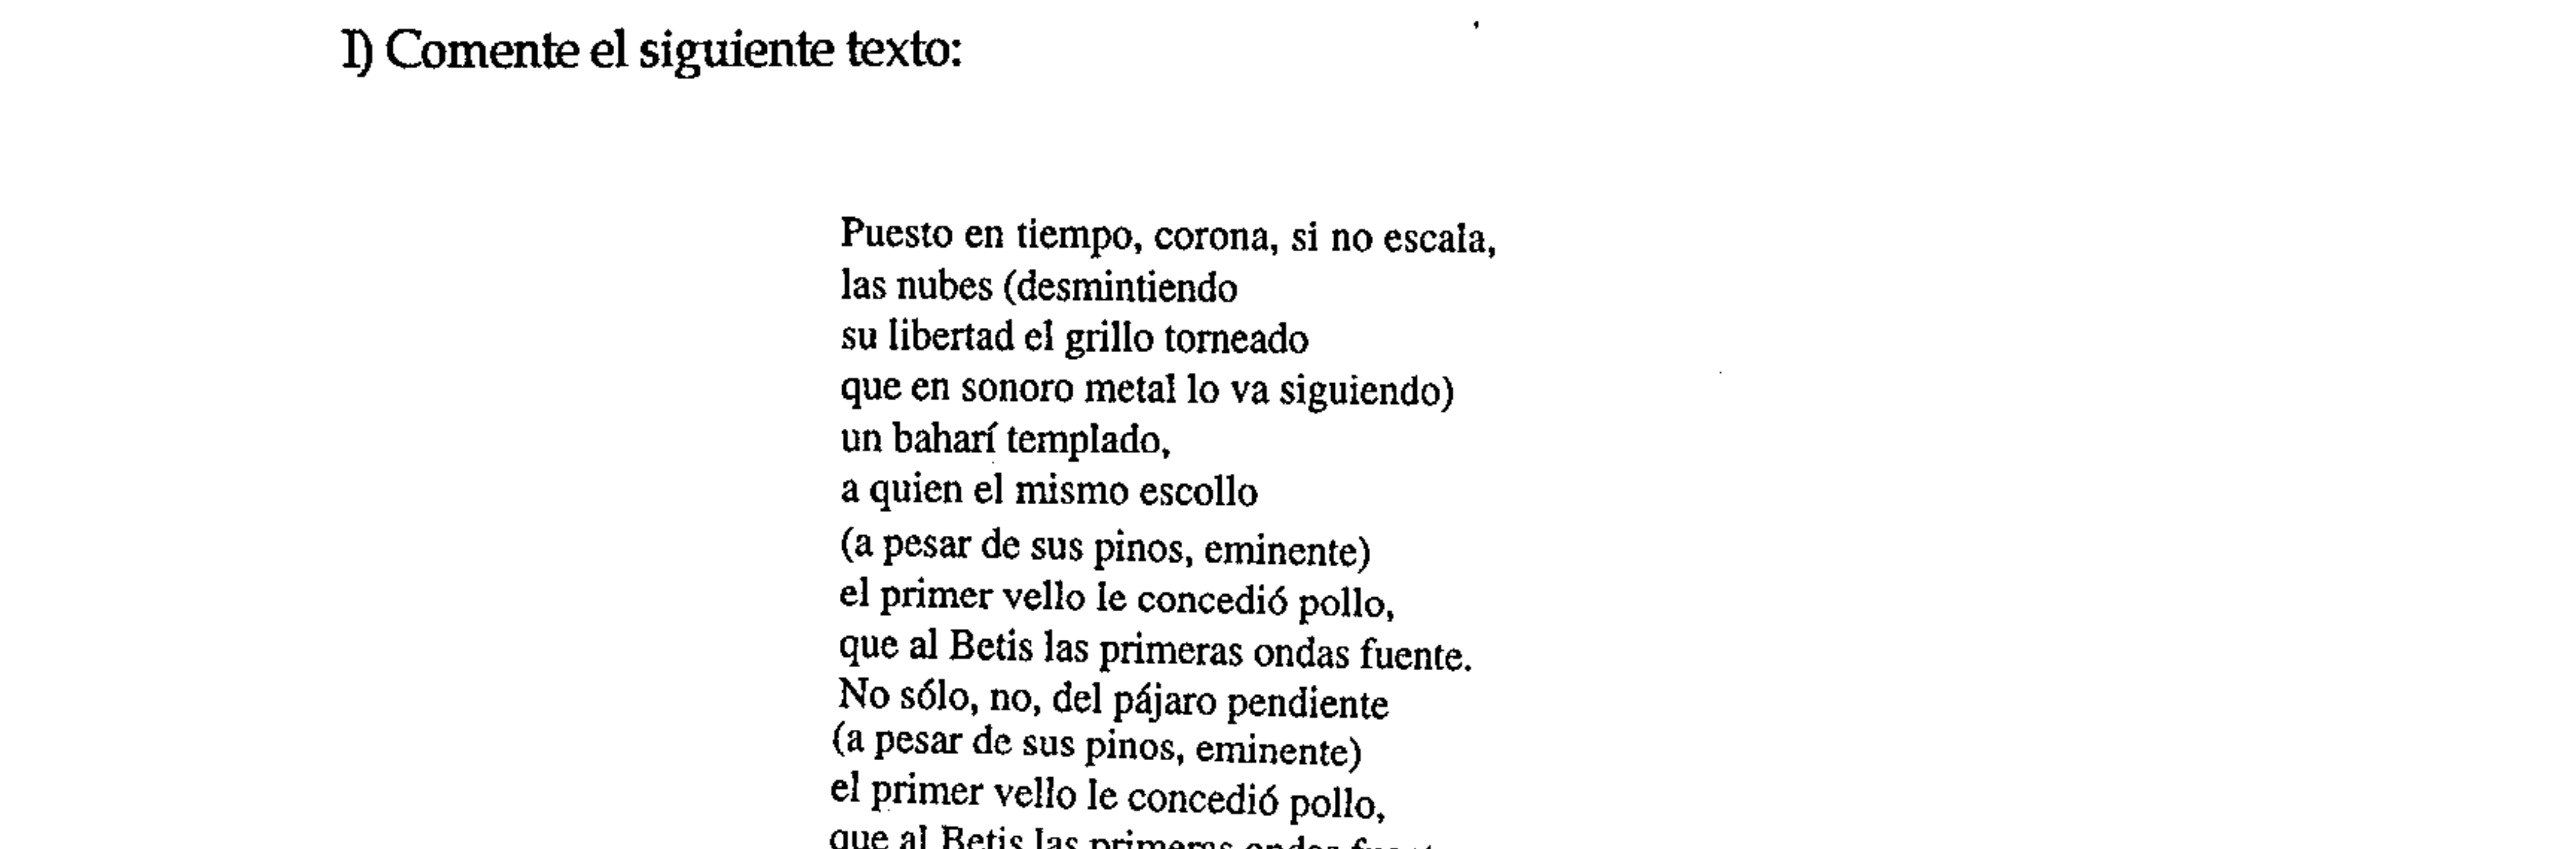 I) Comente el siguiente texto:
Puesto en tiempo, corona, si no escala,
las nubes (desmintiendo
su libertad el grillo torneado
que en sonoro metal lo va siguiendo)
un baharí templado,
a quien el mismo escollo
(a pesar de sus pinos, eminente)
el primer vello le concedió pollo,
que al Betis las primeras ondas fuente.
No sólo, no, del pájaro pendiente
(a pesar de sus pinos, eminente)
el primer vello le concedió pollo,
que al Betis las primeras ondas